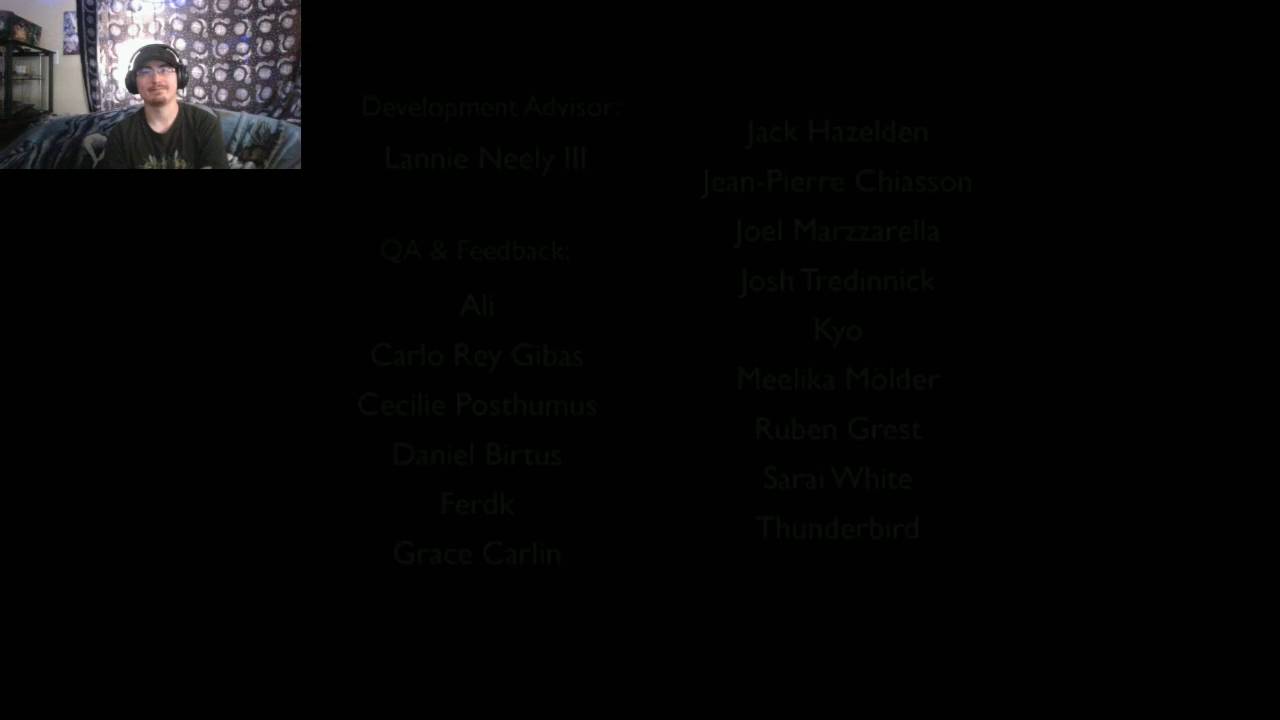 Development Advisor:
Lannie Neely III
QA & Feedback:
Ali
Carlo Rey Gibas
Cecilie Posthumus
Daniel Birtus
Ferdk
Grace Carlin
Jack Hazelden
Jean-Pierre Chiasson
Joel Marzzarella
Josh Tredinnick
Kyo
Meelika Mölder
Ruben Grest
Sarai White
Thunderbird